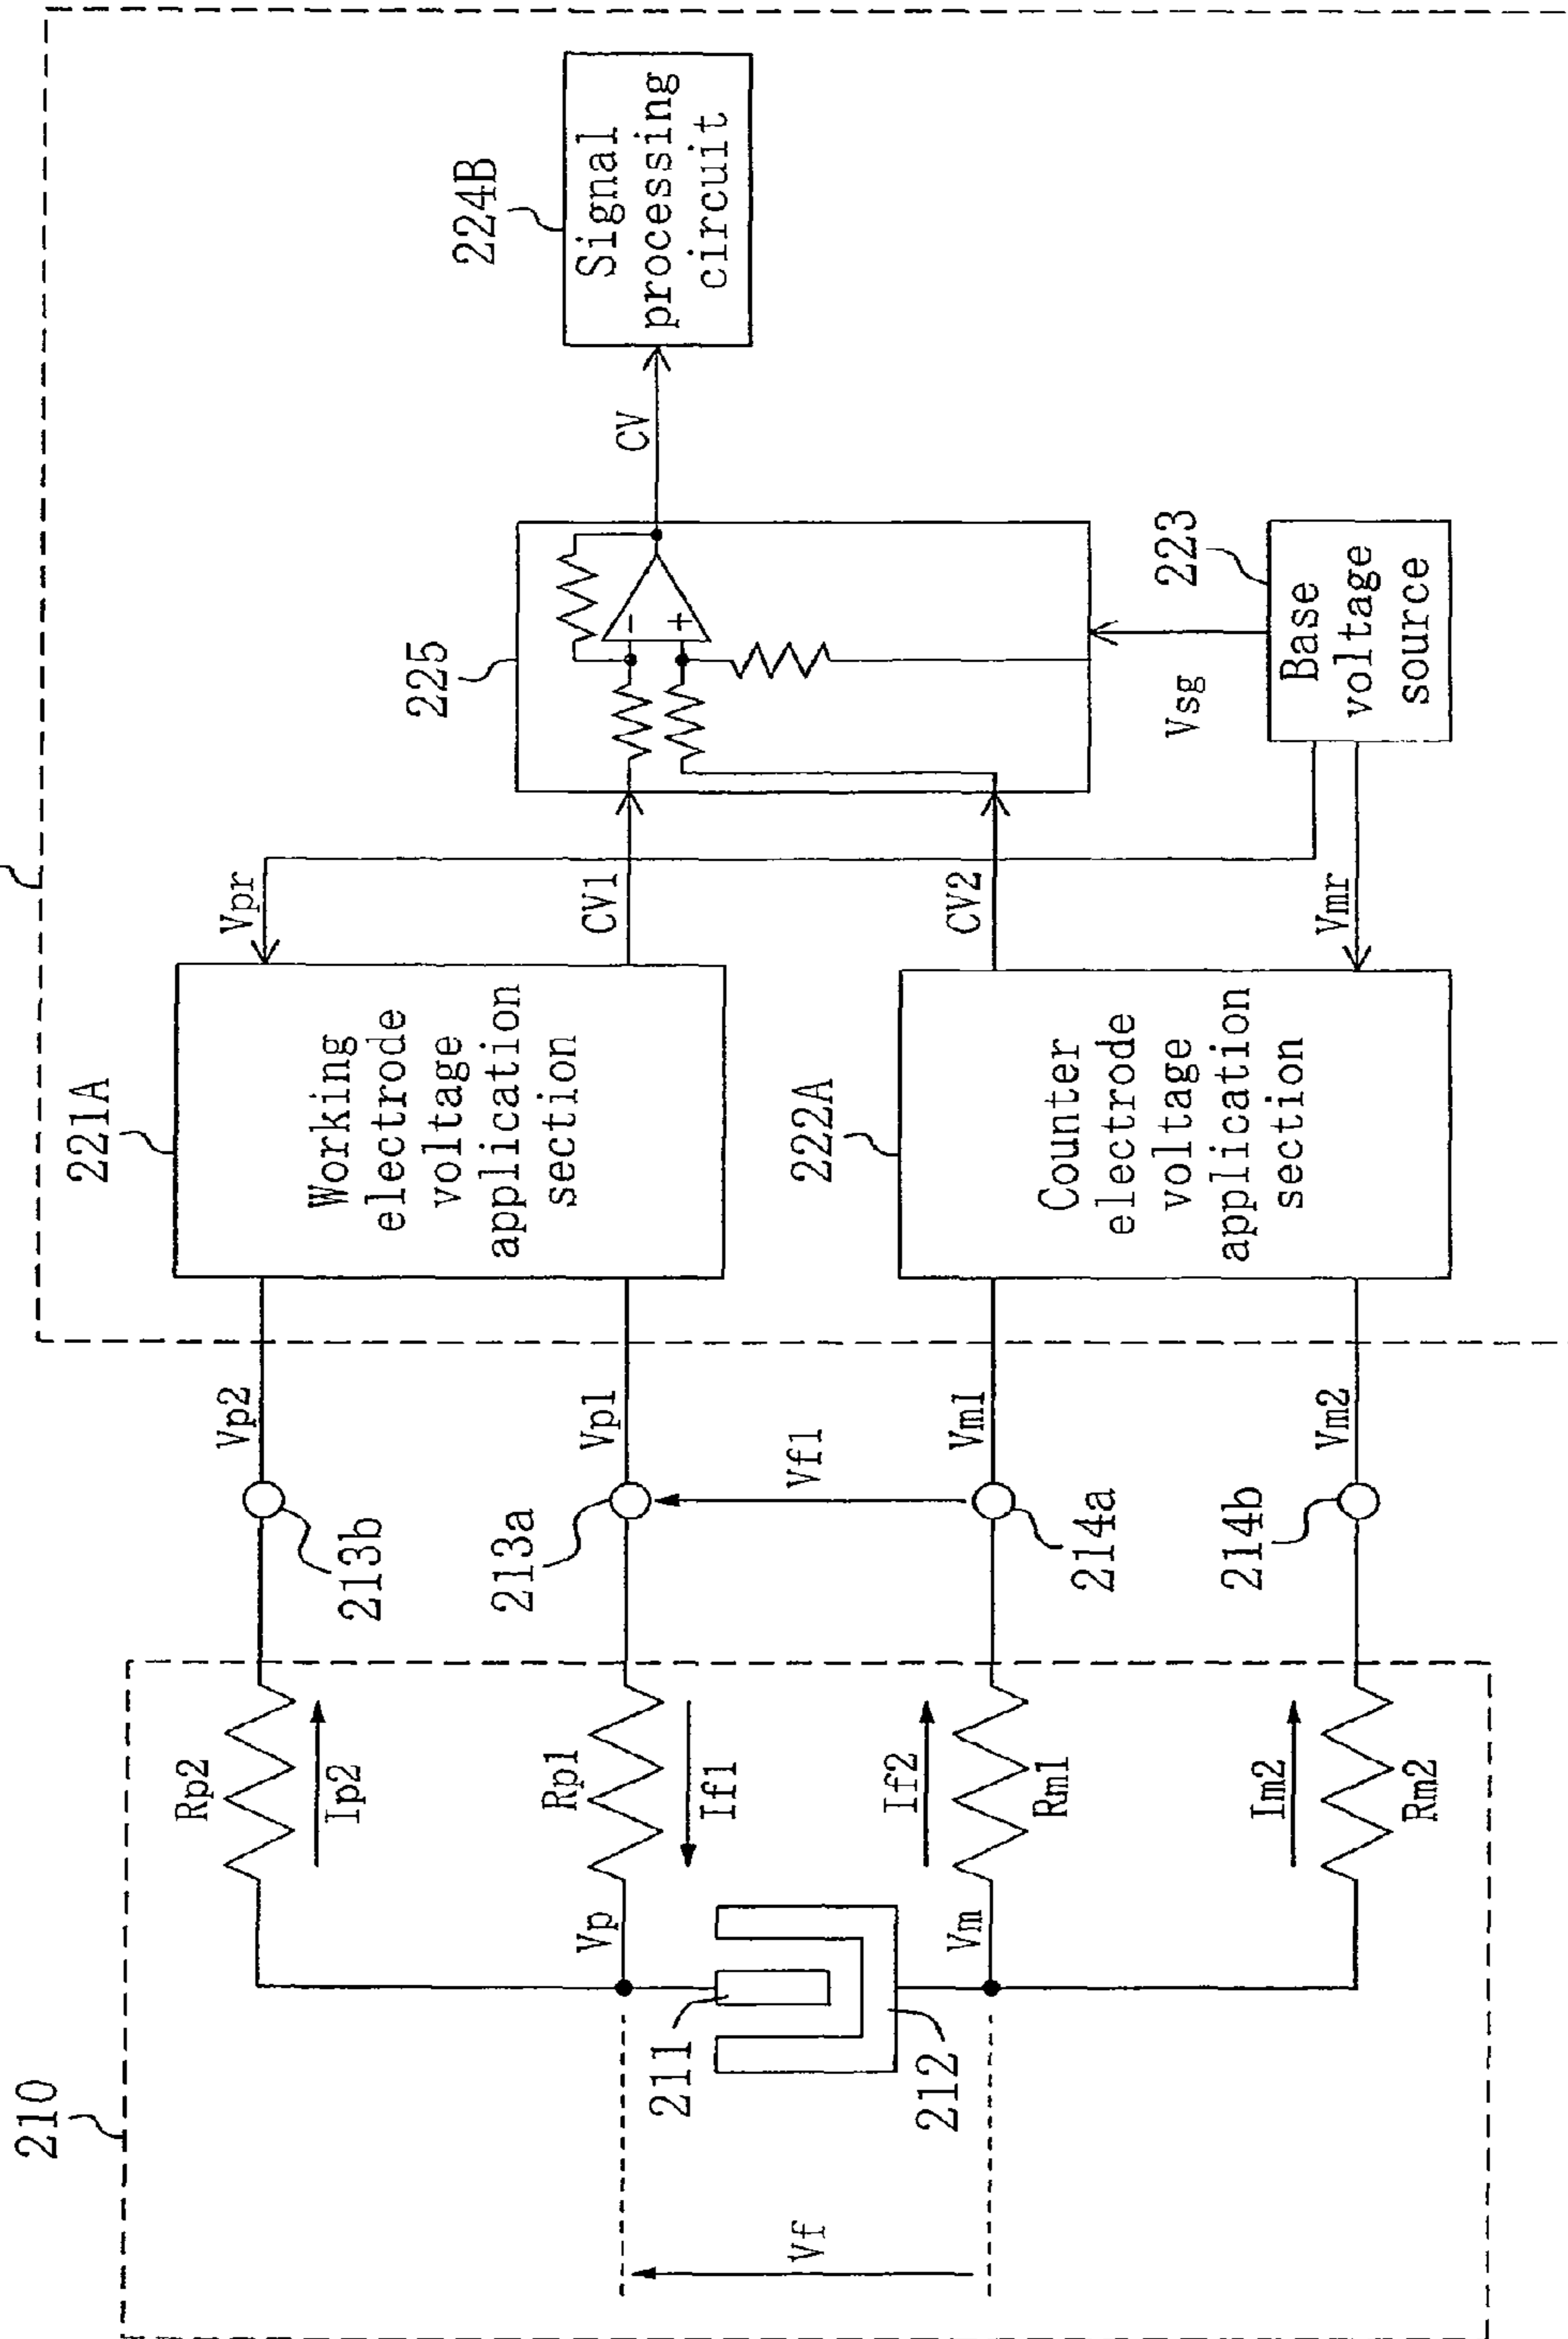 210
Vf
211
212
Vp
Vm
Rp2
Ip2
Rp1
If1
If2
Rm1
Im2
Rm2
213b
213a
214a
214b
Vf1
Vp2
Vp1
Vm1
Vm2
221A
Working
electrode
voltage
application
section
222A
Counter
electrode
voltage
application
section
Vpr
CV1
CV2
Vmr
225
-
+
Vsg
223
Base
voltage
source
CV
224B
Signal
processing
circuit